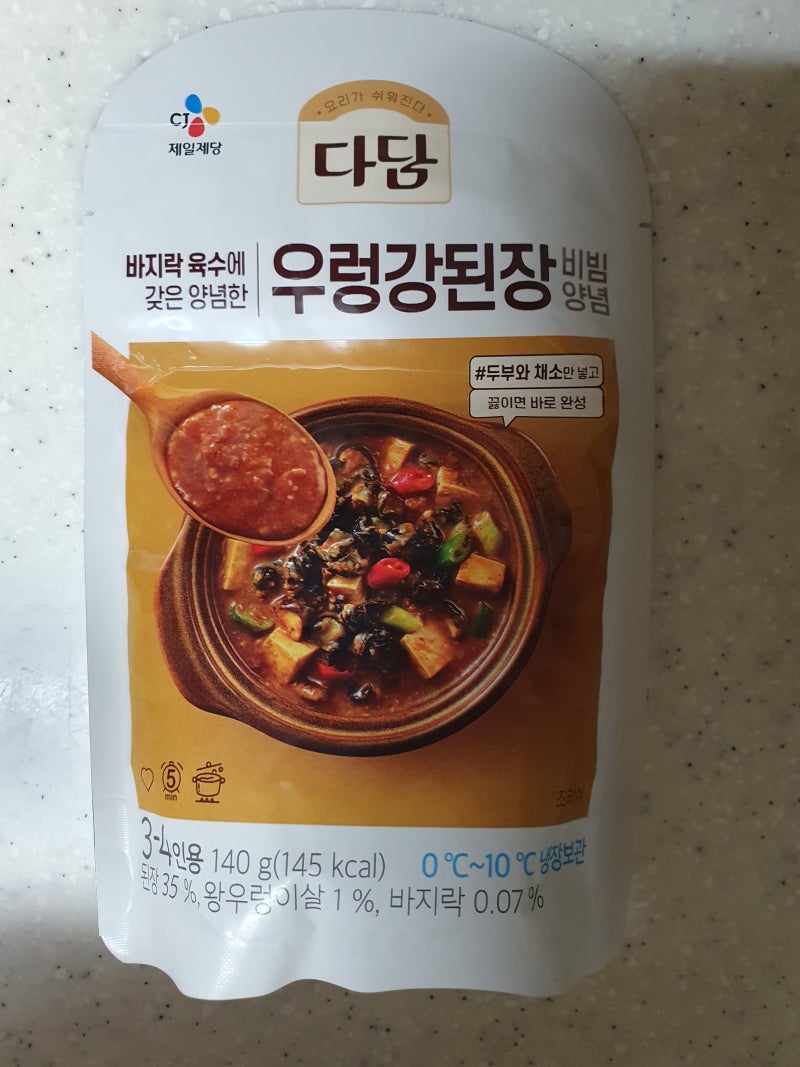 요리가 쉬워진다
다담
CJ
제일제당
바지락 육수에
갖은 양념한
우렁강된장
비빔
양념
#두부와 채소만 넣고
끓이면 바로 완성
5
min
조리예
3-4인용 140 g(145 kcal) 0 ℃~10 ℃ 냉장보관
된장 35 %, 왕우렁이살 1 %, 바지락 0.07 %